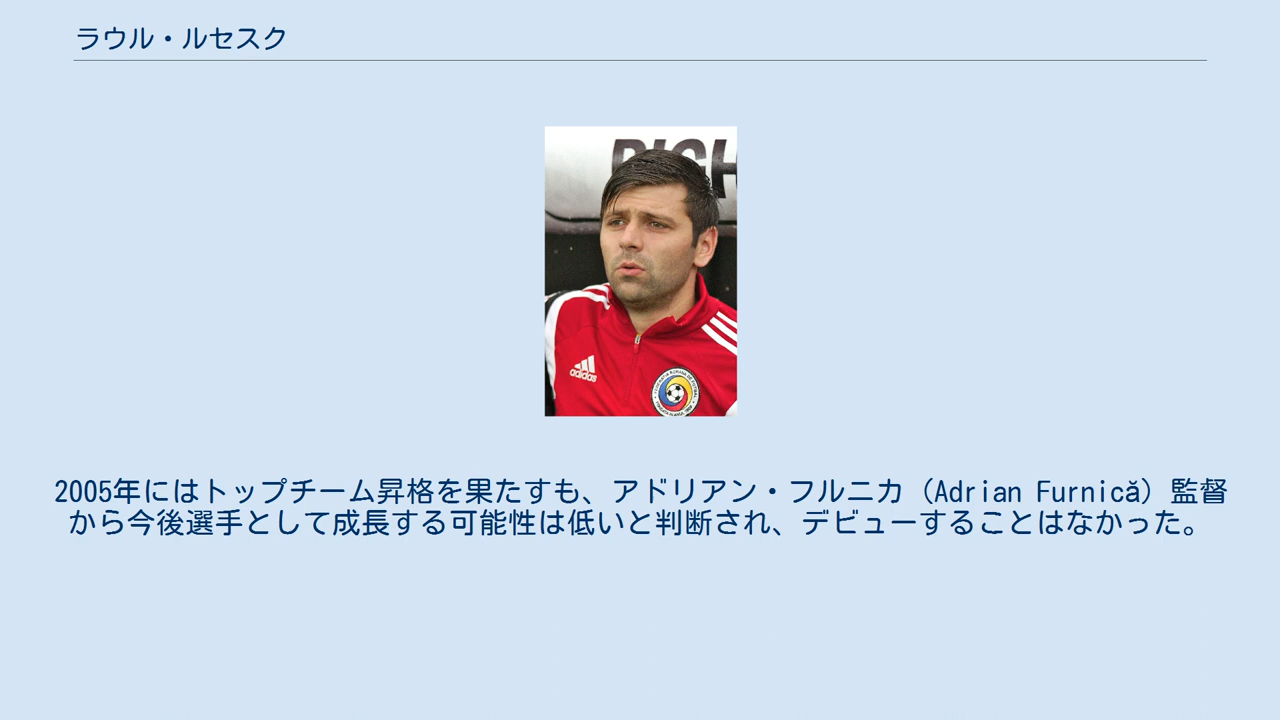 ラウル・ルセスク
RIGH
adidas
2005年にはトップチーム昇格を果たすも、アドリアン・フルニカ（Adrian Furnică）監督
から今後選手として成長する可能性は低いと判断され、デビューすることはなかった。